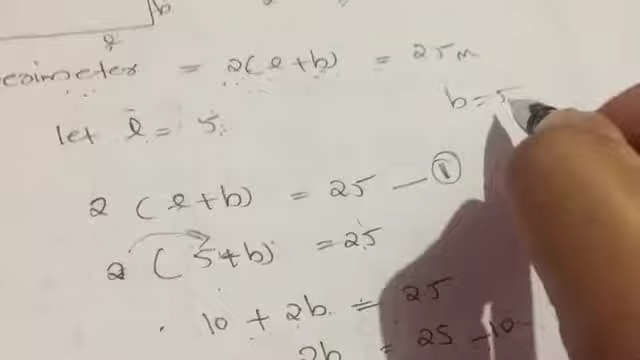 b
l
Perimeter = 2(l+b) = 25m
b=5
let l = 5
2 (l+b) = 25 — ①
2 (5+b) = 25
10 + 2b = 25
2b = 25 - 10